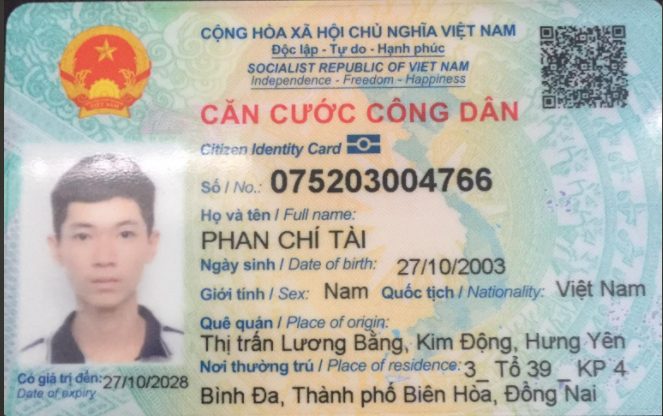 CỘNG HÒA XÃ HỘI CHỦ NGHĨA VIỆT NAM
Độc lập - Tự do - Hạnh phúc
SOCIALIST REPUBLIC OF VIET NAM
Independence - Freedom - Happiness
CĂN CƯỚC CÔNG DÂN
Citizen Identity Card
Số / No.: 075203004766
Họ và tên / Full name:
PHAN CHÍ TÀI
Ngày sinh / Date of birth: 27/10/2003
Giới tính / Sex: Nam Quốc tịch / Nationality: Việt Nam
Quê quán / Place of origin:
Thị trấn Lương Bằng, Kim Động, Hưng Yên
Nơi thường trú / Place of residence: 3_ Tổ 39 _ KP 4
Bình Đa, Thành phố Biên Hòa, Đồng Nai
Có giá trị đến: 27/10/2028
Date of expiry